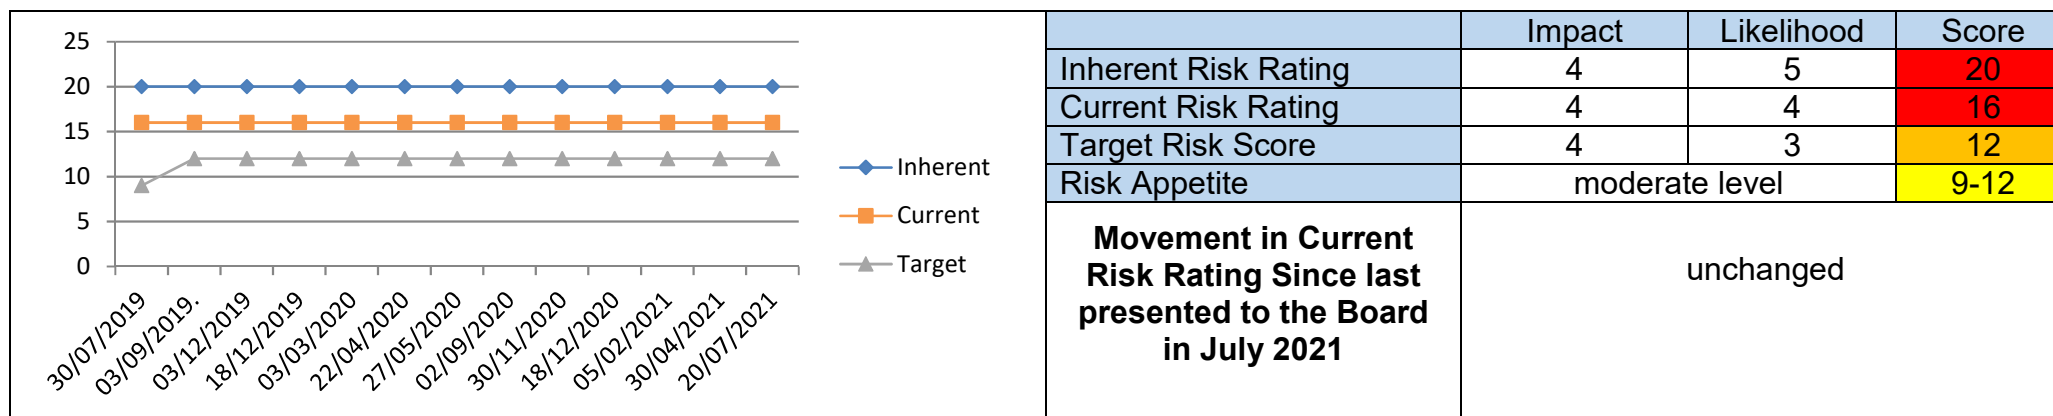 25
20
15
10
5
0
30/07/2019
03/09/2019.
03/12/2019
18/12/2019
03/03/2020
22/04/2020
27/05/2020
02/09/2020
30/11/2020
18/12/2020
05/02/2021
30/04/2021
20/07/2021
Inherent
Current
Target
Impact Likelihood Score
Inherent Risk Rating 4 5 20
Current Risk Rating 4 4 16
Target Risk Score 4 3 12
Risk Appetite moderate level 9-12
Movement in Current
Risk Rating Since last
presented to the Board
in July 2021
unchanged